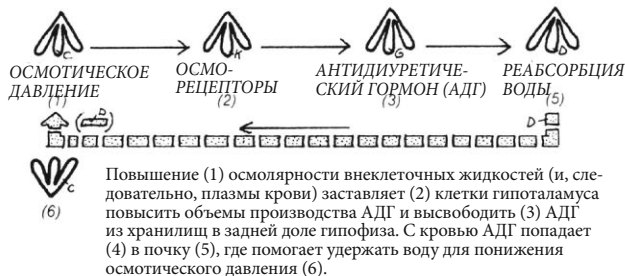 C K G D
ОСМОТИЧЕСКОЕ ДАВЛЕНИЕ
(1)
ОСМО-
РЕЦЕПТОРЫ
(2)
АНТИДИУРЕТИЧЕ-
СКИЙ ГОРМОН (АДГ)
(3)
РЕАБСОРБЦИЯ
ВОДЫ
(5)
D
D
C
(6)
Повышение (1) осмолярности внеклеточных жидкостей (и, сле-
довательно, плазмы крови) заставляет (2) клетки гипоталамуса
повысить объемы производства АДГ и высвободить (3) АДГ
из хранилищ в задней доле гипофиза. С кровью АДГ попадает
(4) в почку (5), где помогает удержать воду для понижения
осмотического давления (6).